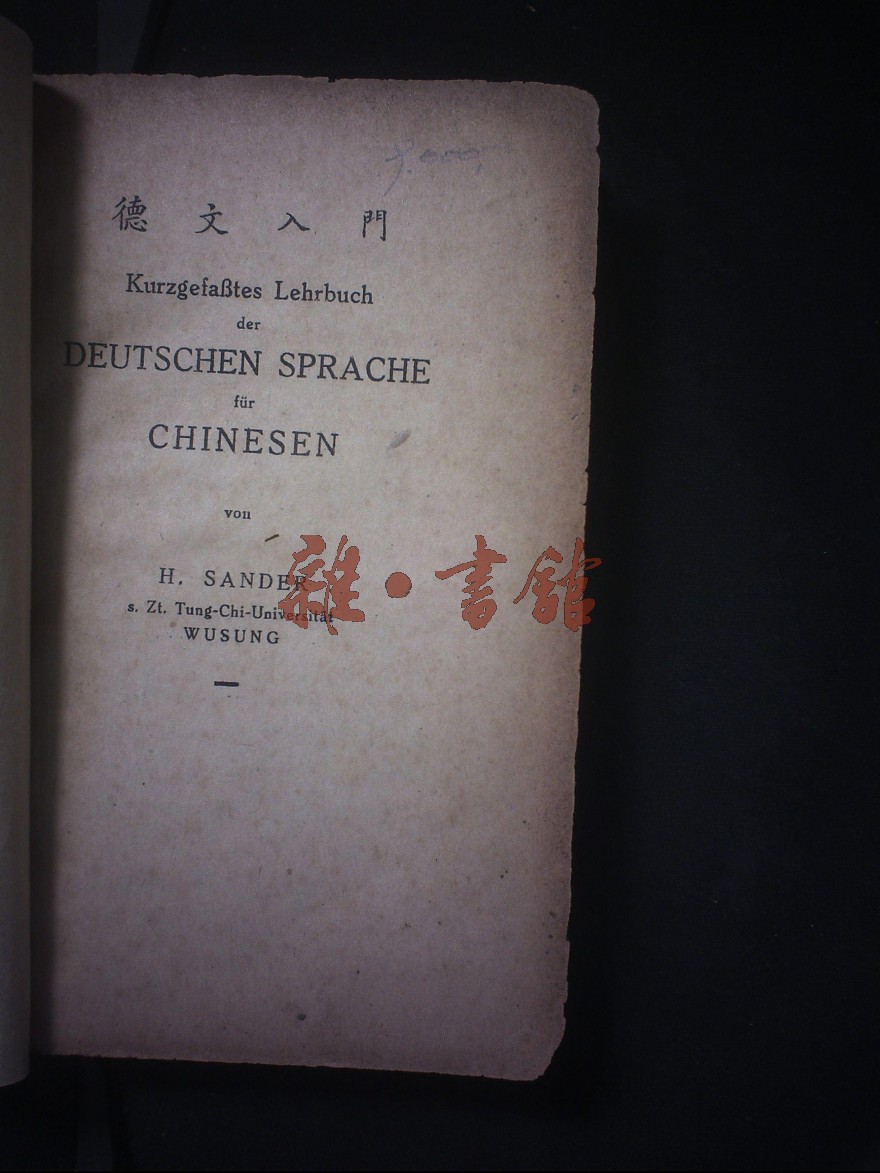 德文入門
Kurzgefaßtes Lehrbuch
der
DEUTSCHEN SPRACHE
für
CHINESEN
von
H. SANDER
s. Zt. Tung-Chi-Universität
WUSUNG
雜·書館